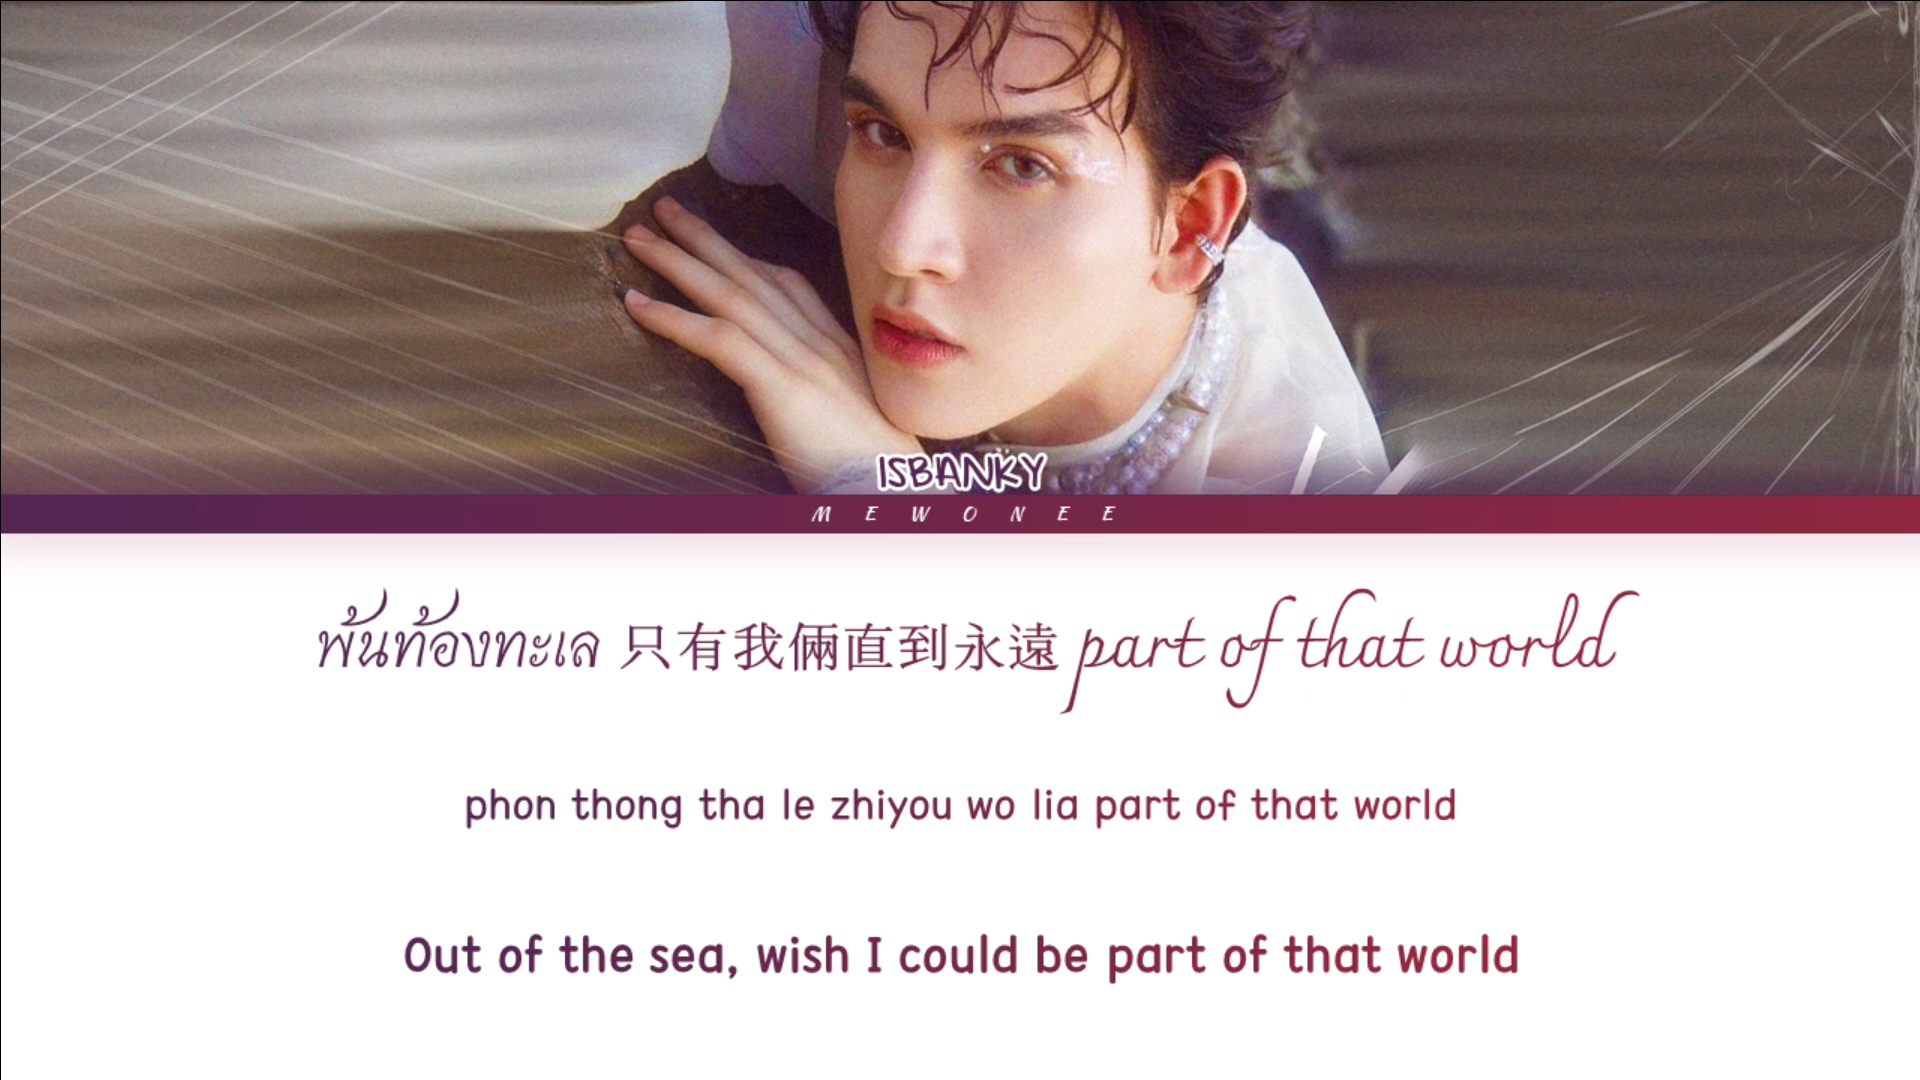 ISBANKY
MEWONEE
พ้นท้องทะเล 只有我倆直到永遠 part of that world
phon thong tha le zhiyou wo lia part of that world
Out of the sea, wish I could be part of that world